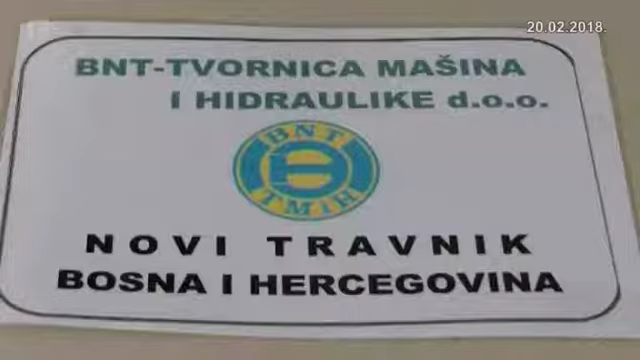 20.02.2018.
BNT-TVORNICA MAŠINA
I HIDRAULIKE d.o.o.
BNT
TMiH
NOVI TRAVNIK
BOSNA I HERCEGOVINA